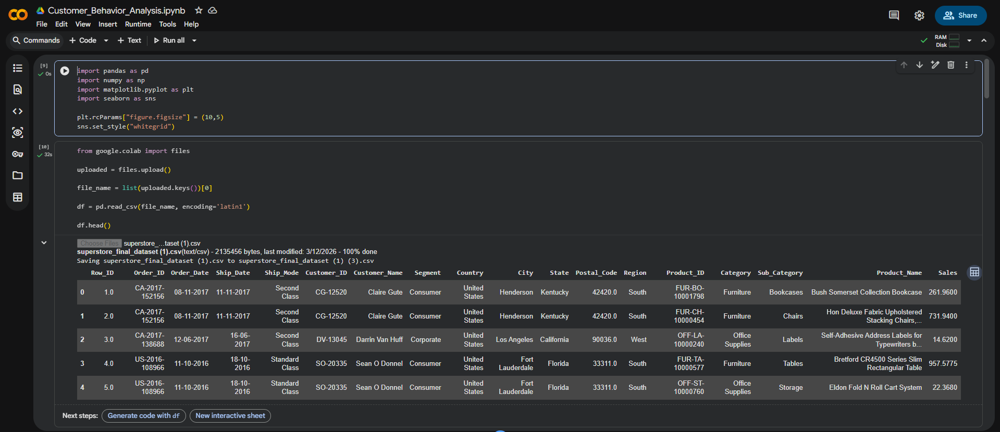 Customer_Behavior_Analysis.ipynb
File Edit View Insert Runtime Tools Help
Share
Commands + Code + Text Run all
RAM
Disk
[9]
0s
import pandas as pd
import numpy as np
import matplotlib.pyplot as plt
import seaborn as sns
plt.rcParams["figure.figsize"] = (10,5)
sns.set_style("whitegrid")
[10]
32s
from google.colab import files
uploaded = files.upload()
file_name = list(uploaded.keys())[0]
df = pd.read_csv(file_name, encoding='latin1')
df.head()
Choose Files superstore_...taset (1).csv
superstore_final_dataset (1).csv(text/csv) - 2135456 bytes, last modified: 3/12/2026 - 100% done
Saving superstore_final_dataset (1).csv to superstore_final_dataset (1) (3).csv
Row_ID Order_ID Order_Date Ship_Date Ship_Mode Customer_ID Customer_Name Segment Country City State Postal_Code Region Product_ID Category Sub_Category Product_Name Sales
0 1.0 CA-2017-152156 08-11-2017 11-11-2017 Second Class CG-12520 Claire Gute Consumer United States Henderson Kentucky 42420.0 South FUR-BO-10001798 Furniture Bookcases Bush Somerset Collection Bookcase 261.9600
1 2.0 CA-2017-152156 08-11-2017 11-11-2017 Second Class CG-12520 Claire Gute Consumer United States Henderson Kentucky 42420.0 South FUR-CH-10000454 Furniture Chairs Hon Deluxe Fabric Upholstered Stacking Chairs,... 731.9400
2 3.0 CA-2017-138688 12-06-2017 16-06-2017 Second Class DV-13045 Darrin Van Huff Corporate United States Los Angeles California 90036.0 West OFF-LA-10000240 Office Supplies Labels Self-Adhesive Address Labels for Typewriters b... 14.6200
3 4.0 US-2016-108966 11-10-2016 18-10-2016 Standard Class SO-20335 Sean O Donnel Consumer United States Fort Lauderdale Florida 33311.0 South FUR-TA-10000577 Furniture Tables Bretford CR4500 Series Slim Rectangular Table 957.5775
4 5.0 US-2016-108966 11-10-2016 18-10-2016 Standard Class SO-20335 Sean O Donnel Consumer United States Fort Lauderdale Florida 33311.0 South OFF-ST-10000760 Office Supplies Storage Eldon Fold N Roll Cart System 22.3680
Next steps: Generate code with df New interactive sheet